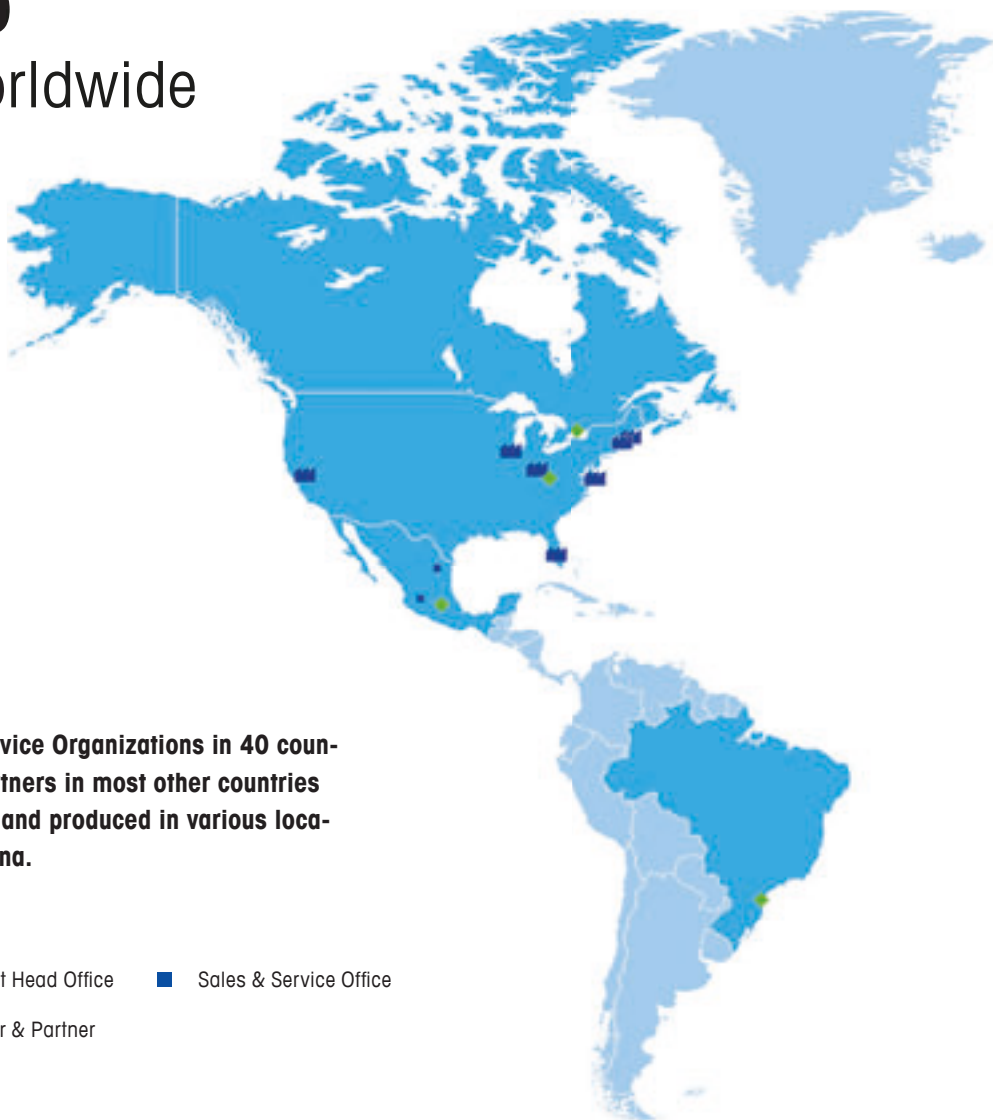 orldwide
vice Organizations in 40 coun-
tners in most other countries
and produced in various loca-
na.
t Head Office Sales & Service Office
r & Partner